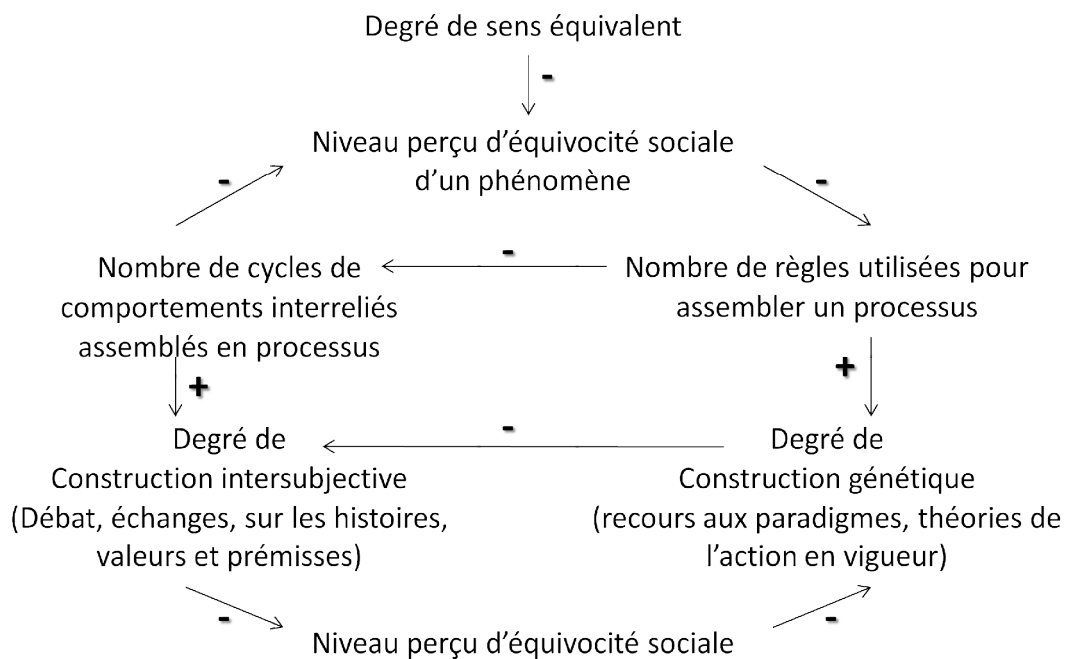 Degré de sens équivalent
-
Niveau perçu d'équivocité sociale
d'un phénomène
-
-
Nombre de cycles de
comportements interreliés
assemblés en processus
-
Nombre de règles utilisées pour
assembler un processus
+
+
Degré de
Construction intersubjective
(Débat, échanges, sur les histoires,
valeurs et prémisses)
-
Degré de
Construction génétique
(recours aux paradigmes, théories de
l'action en vigueur)
-
-
Niveau perçu d'équivocité sociale